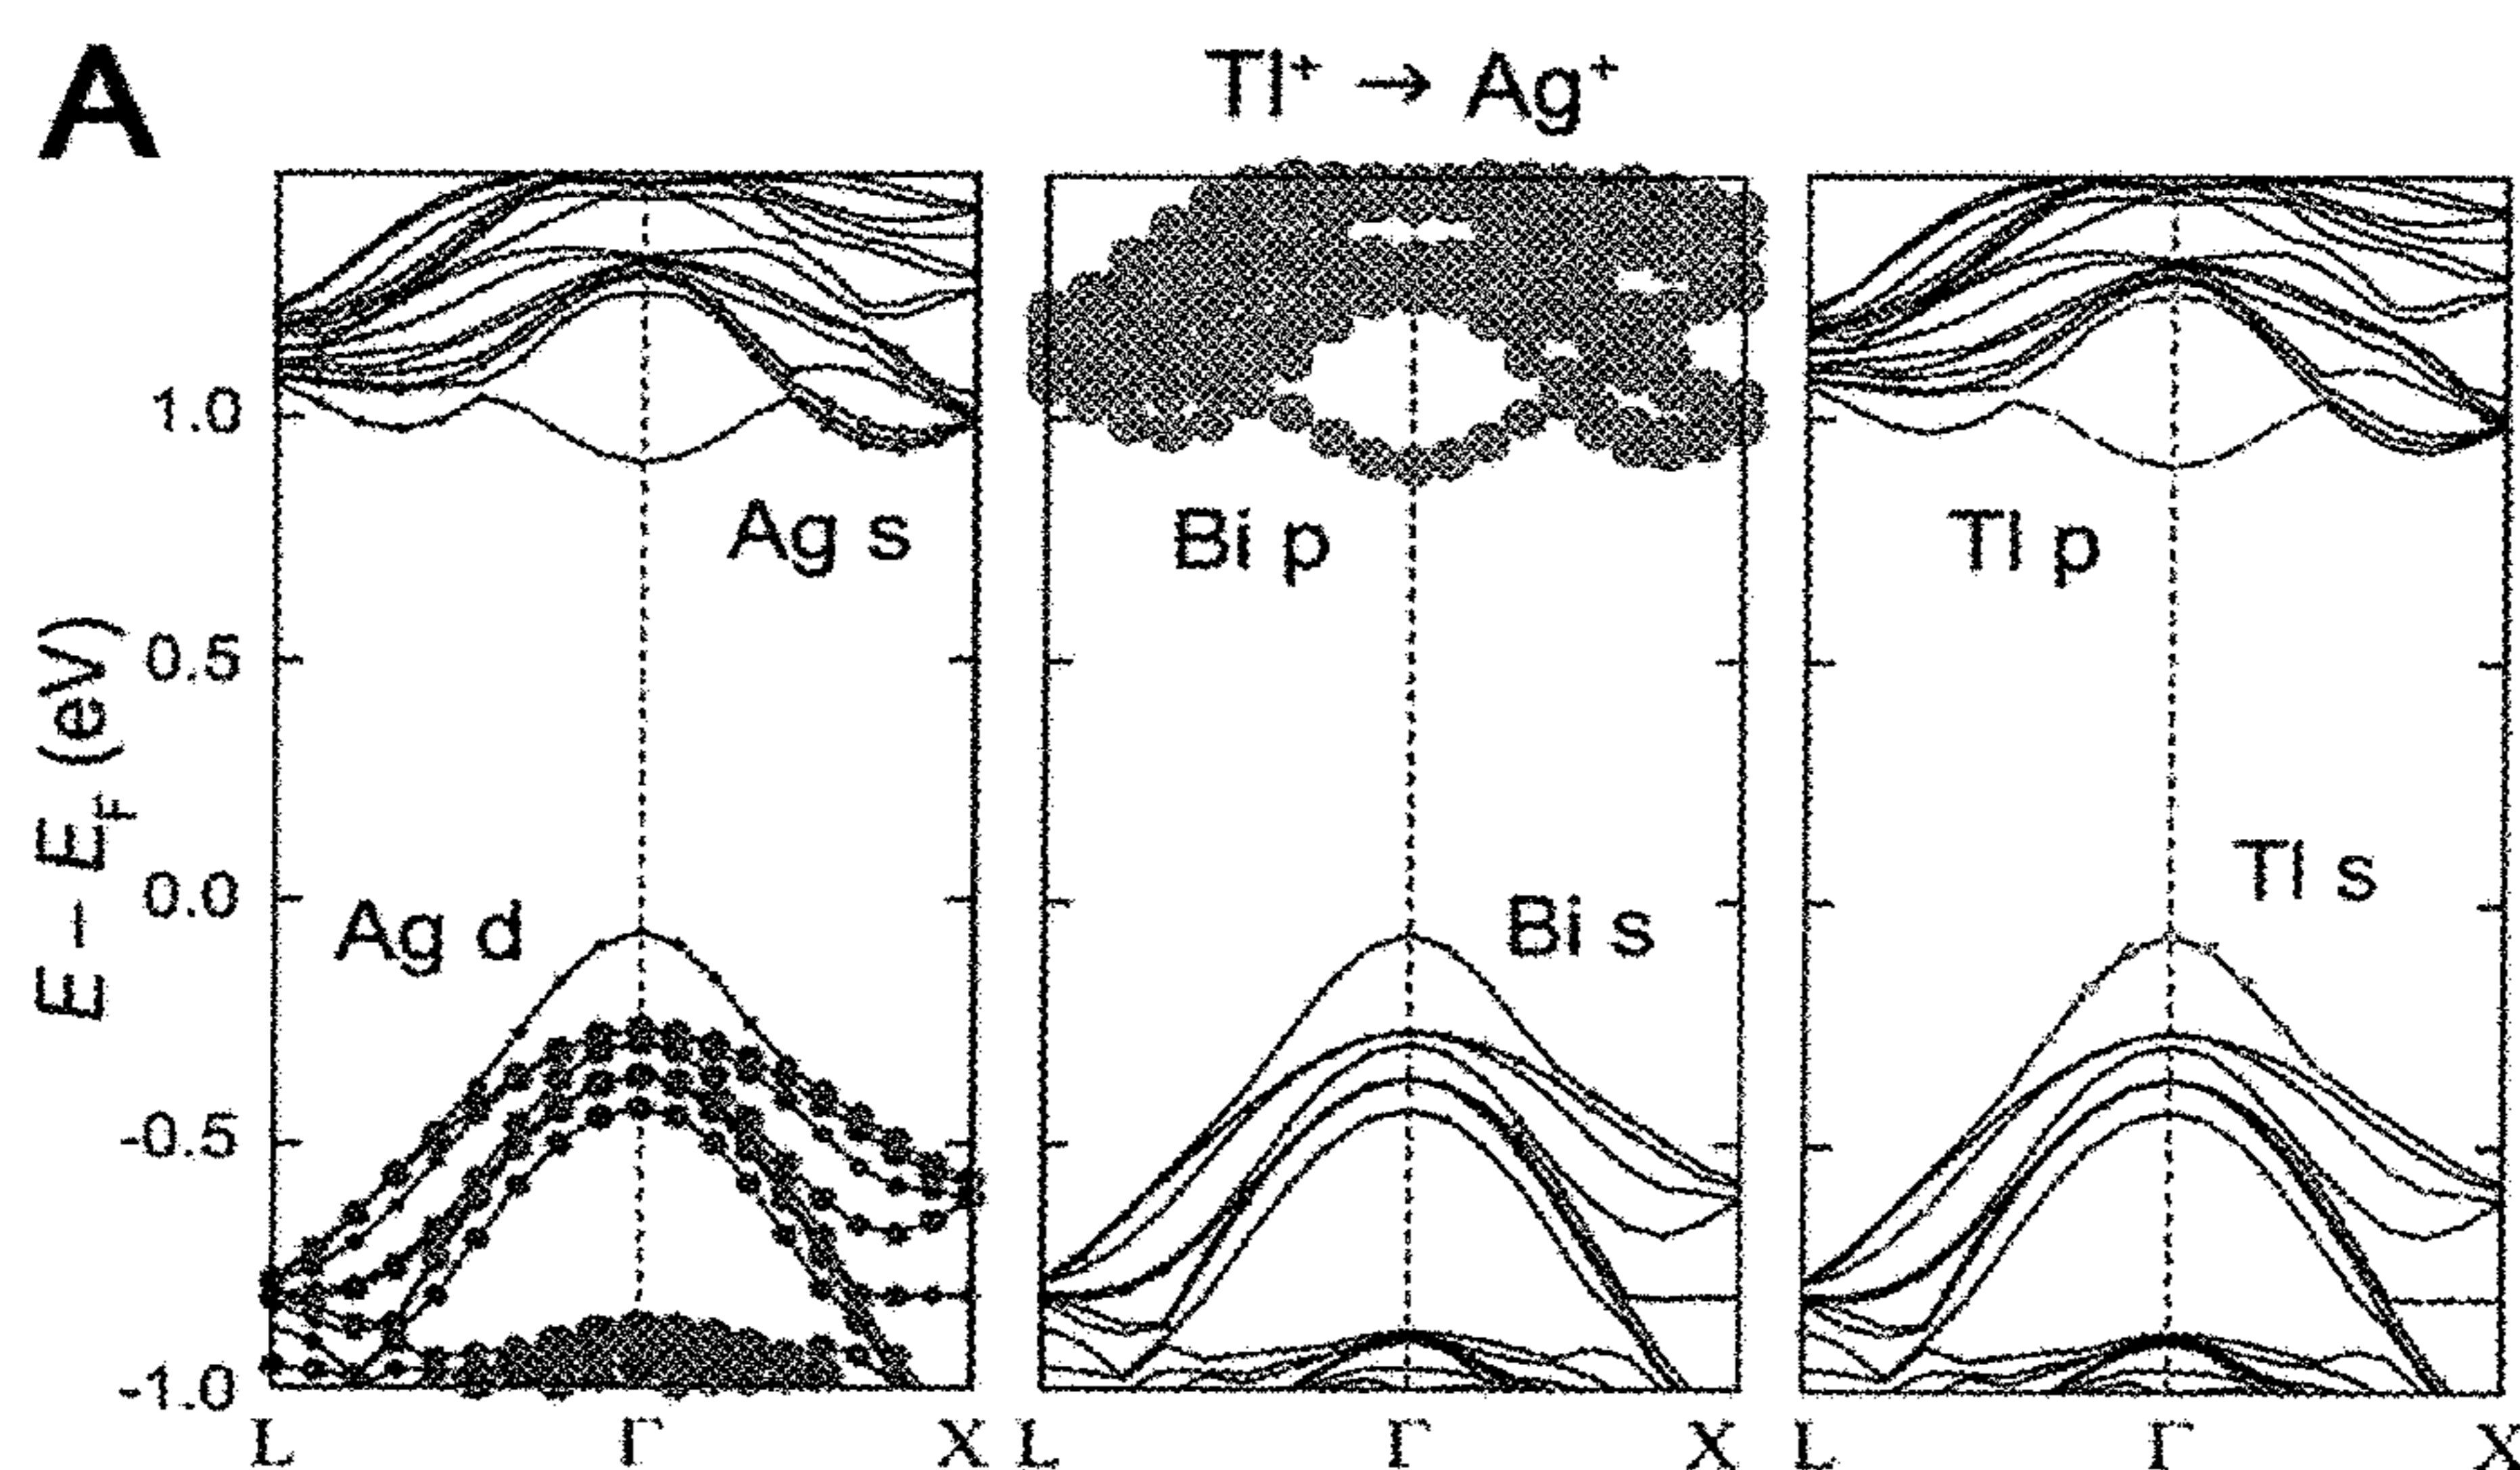 A
Tl⁺ → Ag⁺
1.0
0.5
0.0
-0.5
-1.0
E – E_F (eV)
Ag s
Ag d
Bi p
Bi s
Tl p
Tl s
L Γ X L Γ X L Γ X